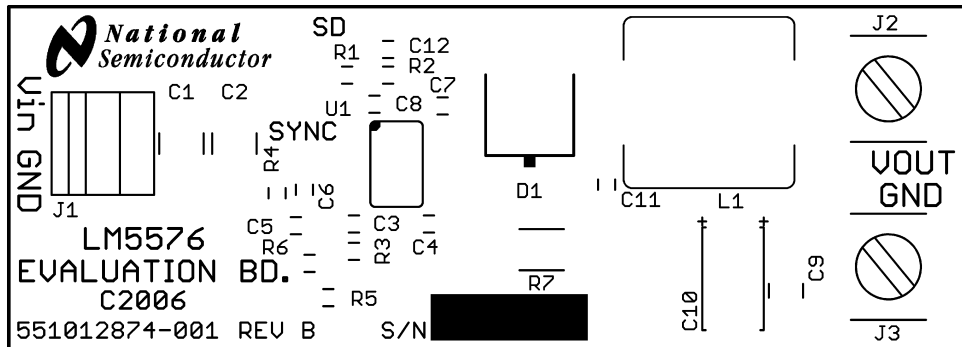 National
Semiconductor
SD
R1
C12
R2
C7
J2
Vin GND
C1
C2
U1
C8
SYNC
R4
VOUT
GND
J1
C6
D1
C11
L1
LM5576
C5
R6
C3
R3
C4
EVALUATION BD.
C9
R7
C2006
R5
C10
551012874-001 REV B
S/N
J3